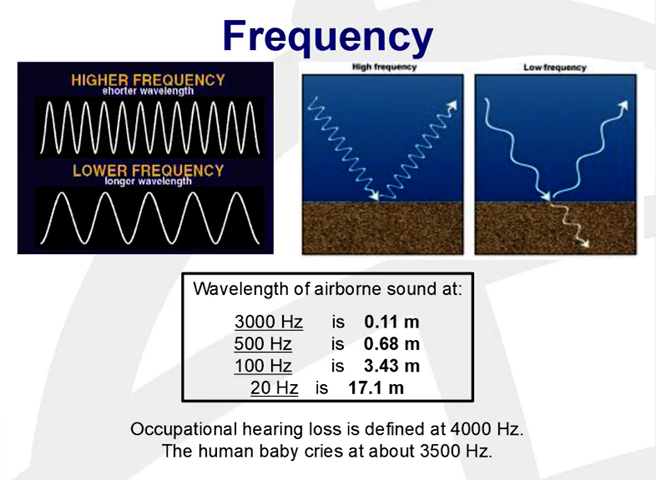 Frequency
HIGHER FREQUENCY
shorter wavelength
LOWER FREQUENCY
longer wavelength
High frequency
Low frequency
Wavelength of airborne sound at:
3000 Hz is 0.11 m
500 Hz is 0.68 m
100 Hz is 3.43 m
20 Hz is 17.1 m
Occupational hearing loss is defined at 4000 Hz.
The human baby cries at about 3500 Hz.